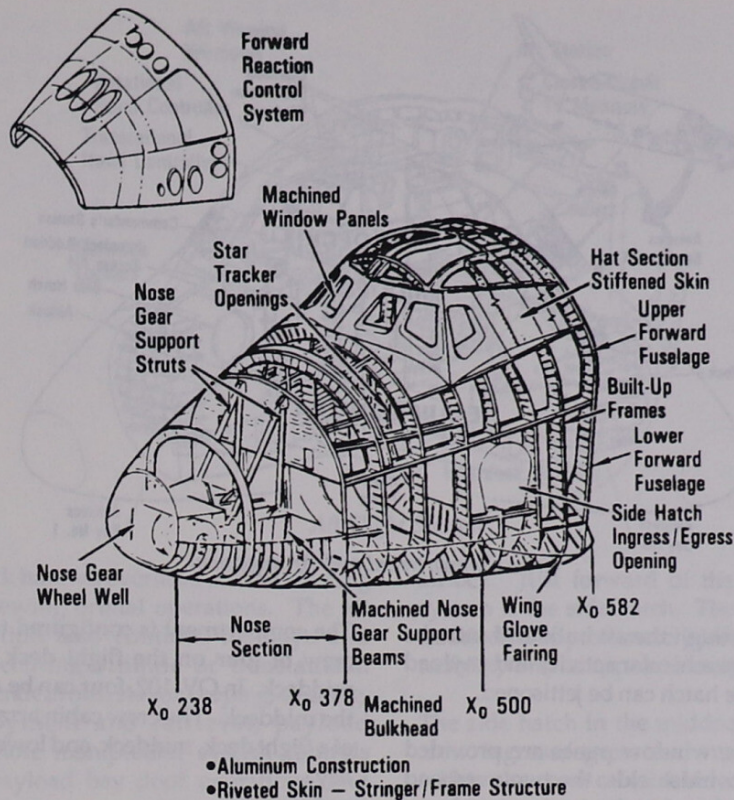 Forward
Reaction
Control
System
Machined
Window Panels
Star
Tracker
Openings
Nose
Gear
Support
Struts
Hat Section
Stiffened Skin
Upper
Forward
Fuselage
Built-Up
Frames
Lower
Forward
Fuselage
Side Hatch
Ingress/Egress
Opening
Nose Gear
Wheel Well
Nose
Section
Machined Nose
Gear Support
Beams
Wing
Glove
Fairing
X₀ 582
X₀ 238
X₀ 378
Machined
Bulkhead
X₀ 500
•Aluminum Construction
•Riveted Skin — Stringer/Frame Structure